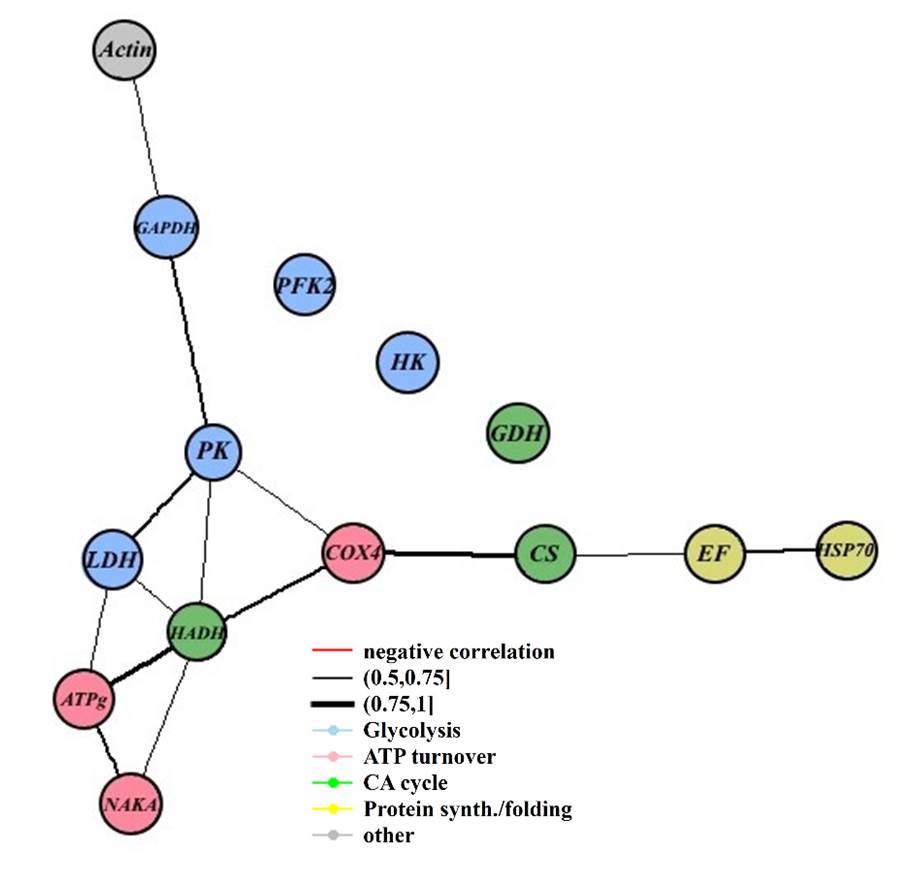 Actin
GAPDH
PFK2
HK
GDH
PK
LDH
COX4
CS
EF
HSP70
HADH
ATPg
NAKA
negative correlation
(0.5,0.75]
(0.75,1]
Glycolysis
ATP turnover
CA cycle
Protein synth./folding
other